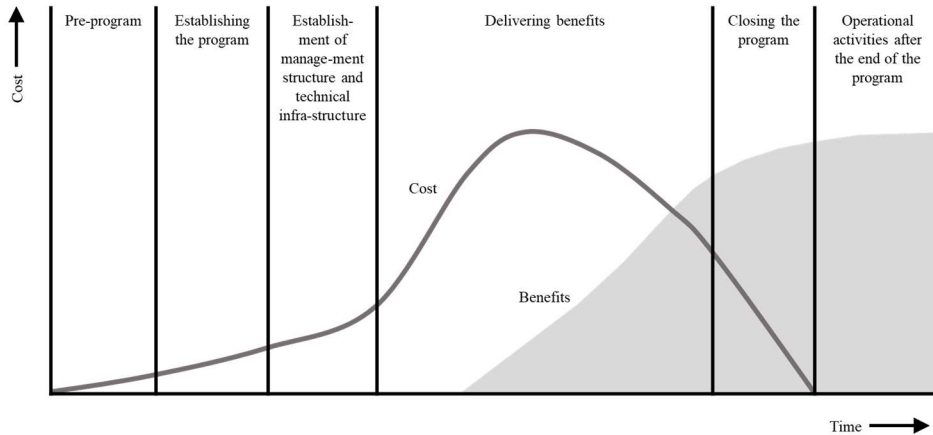 Cost
Pre-program
Establishing
the program
Establish-
ment of
manage-ment
structure and
technical
infra-structure
Delivering benefits
Closing the
program
Operational
activities after
the end of the
program
Cost
Benefits
Time